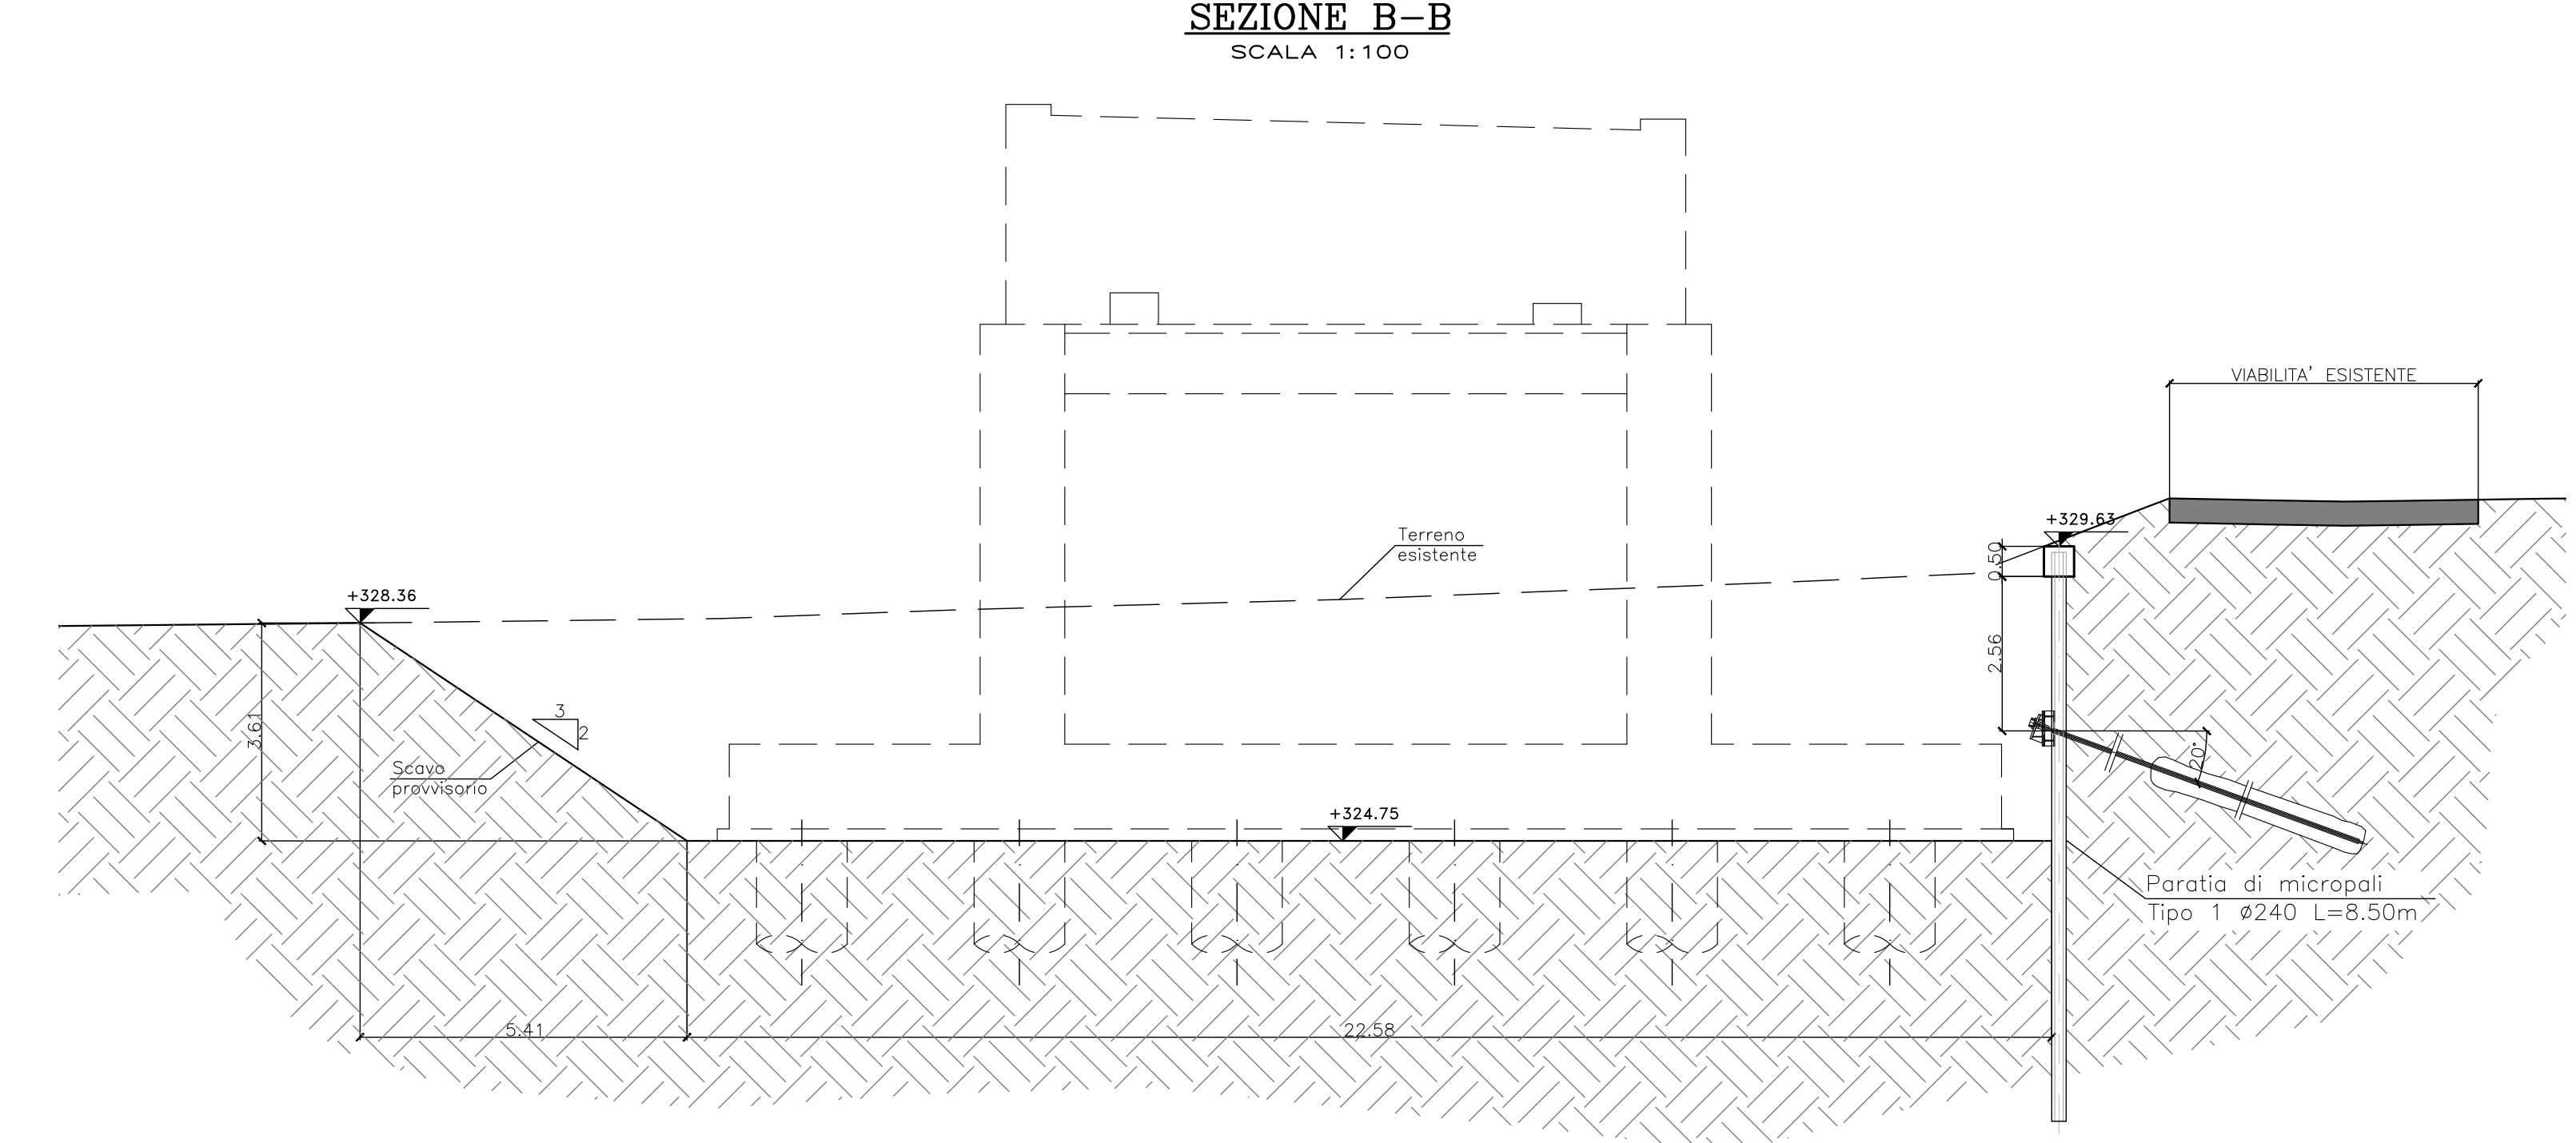 SEZIONE B-B
SCALA 1:100
VIABILITA' ESISTENTE
+329.63
Terreno
esistente
0.50
+328.36
2.56
3
2
3.61
20°
Scavo
provvisorio
+324.75
Paratia di micropali
Tipo 1 Ø240 L=8.50m
5.41
22.58